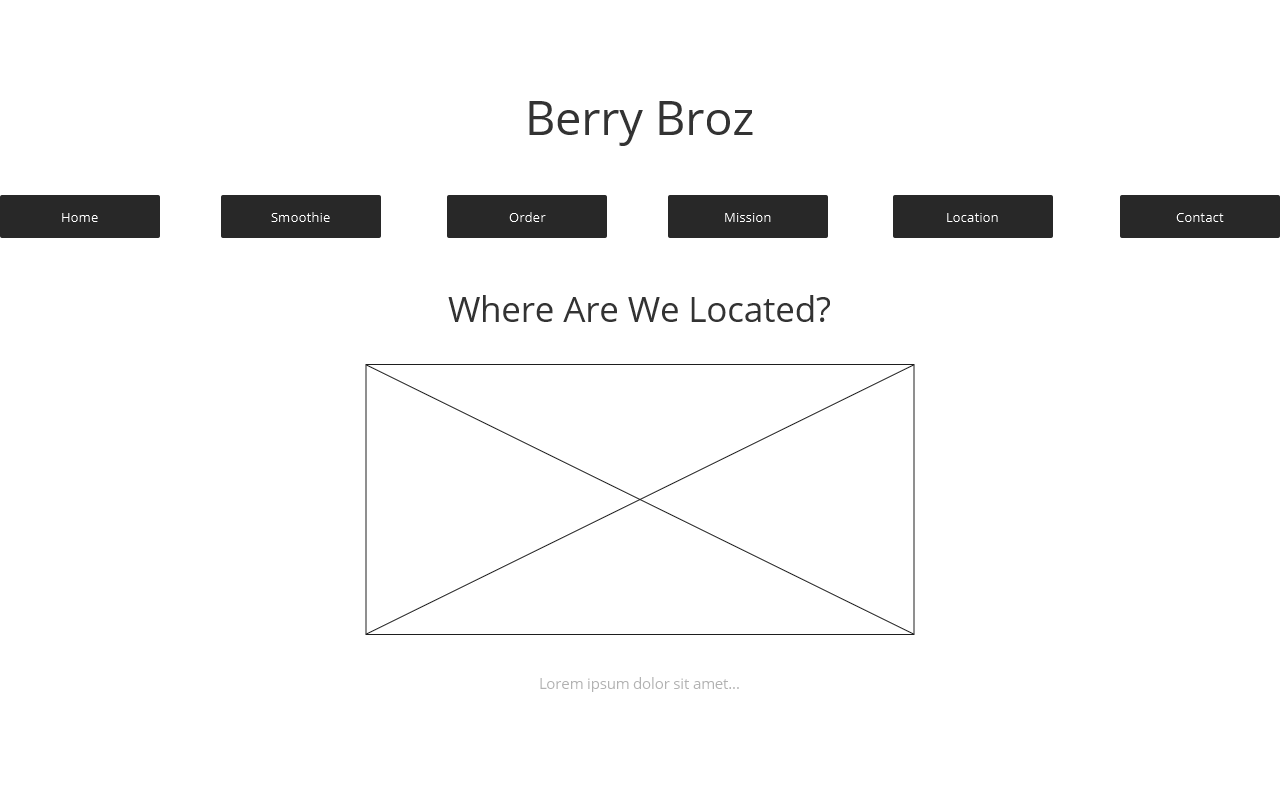 Berry Broz
Home Smoothie Order Mission Location Contact
Where Are We Located?
Lorem ipsum dolor sit amet...